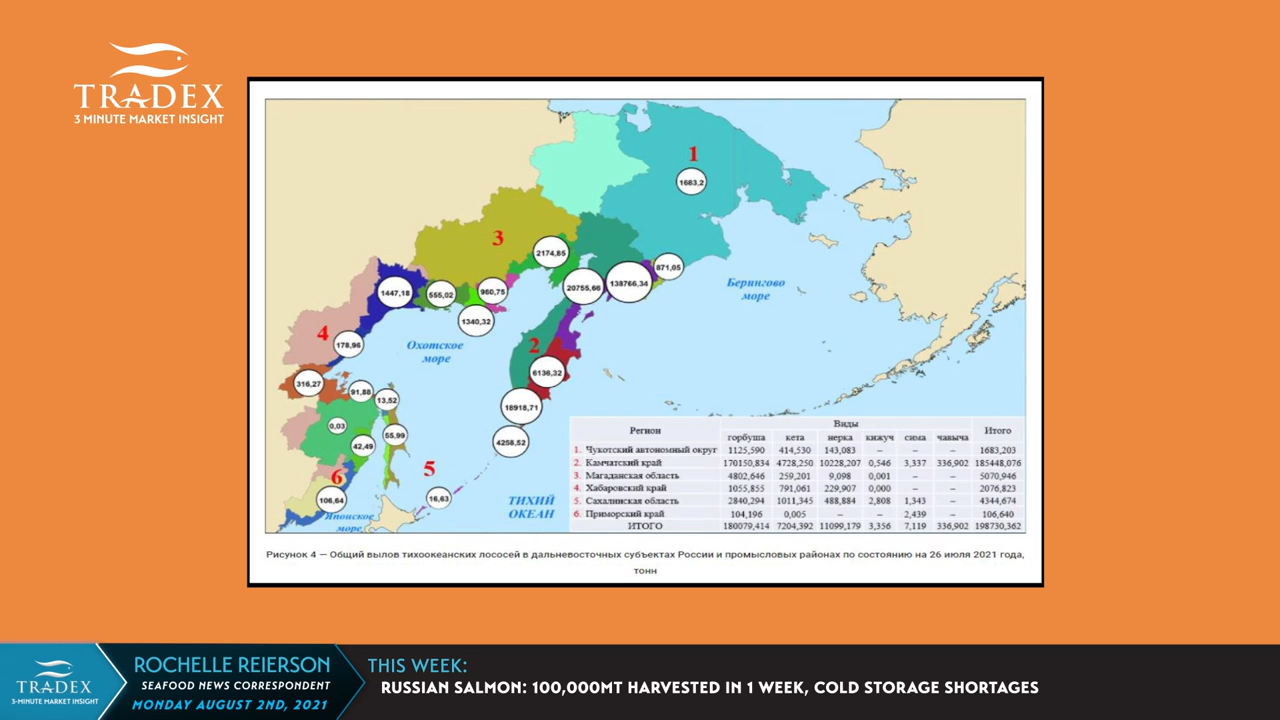 TRADEX
3 MINUTE MARKET INSIGHT
1
1683,2
3
2174,85
871,05
20755,66
138766,34
1447,18
555,02
960,75
1340,32
Берингово
море
4
178,96
Охотское
море
2
6136,32
316,27
91,88
13,52
18918,71
0,03
55,99
42,49
4258,52
5
6
106,64
16,63
Японское
море
ТИХИЙ
ОКЕАН
Регион Виды Итого
горбуша кета нерка кижуч сима чавыча
1. Чукотский автономный округ 1125,590 414,530 143,083 – – – 1683,203
2. Камчатский край 170150,834 4728,250 10228,207 0,546 3,337 336,902 185448,076
3. Магаданская область 4802,646 259,201 9,098 0,001 – – 5070,946
4. Хабаровский край 1055,855 791,061 229,907 0,000 – – 2076,823
5. Сахалинская область 2840,294 1011,345 488,884 2,808 1,343 – 4344,674
6. Приморский край 104,196 0,005 – – 2,439 – 106,640
ИТОГО 180079,414 7204,392 11099,179 3,356 7,119 336,902 198730,362
Рисунок 4 — Общий вылов тихоокеанских лососей в дальневосточных субъектах России и промысловых районах по состоянию на 26 июля 2021 года,
тонн
TRADEX
3-MINUTE MARKET INSIGHT
ROCHELLE REIERSON
SEAFOOD NEWS CORRESPONDENT
MONDAY AUGUST 2ND, 2021
THIS WEEK:
RUSSIAN SALMON: 100,000MT HARVESTED IN 1 WEEK, COLD STORAGE SHORTAGES